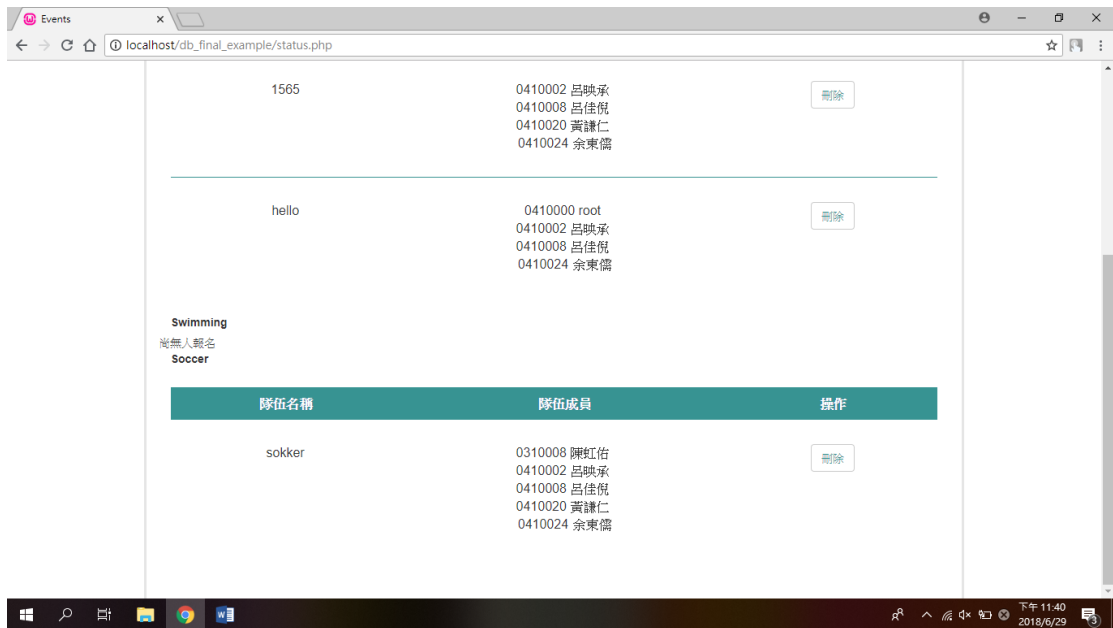 Events
localhost/db_final_example/status.php
1565
0410002 呂映承
0410008 呂佳倪
0410020 黃謙仁
0410024 余東儒
刪除
hello
0410000 root
0410002 呂映承
0410008 呂佳倪
0410024 余東儒
刪除
Swimming
尚無人報名
Soccer
隊伍名稱 隊伍成員 操作
sokker
0310008 陳虹佑
0410002 呂映承
0410008 呂佳倪
0410020 黃謙仁
0410024 余東儒
刪除
下午 11:40
2018/6/29
3